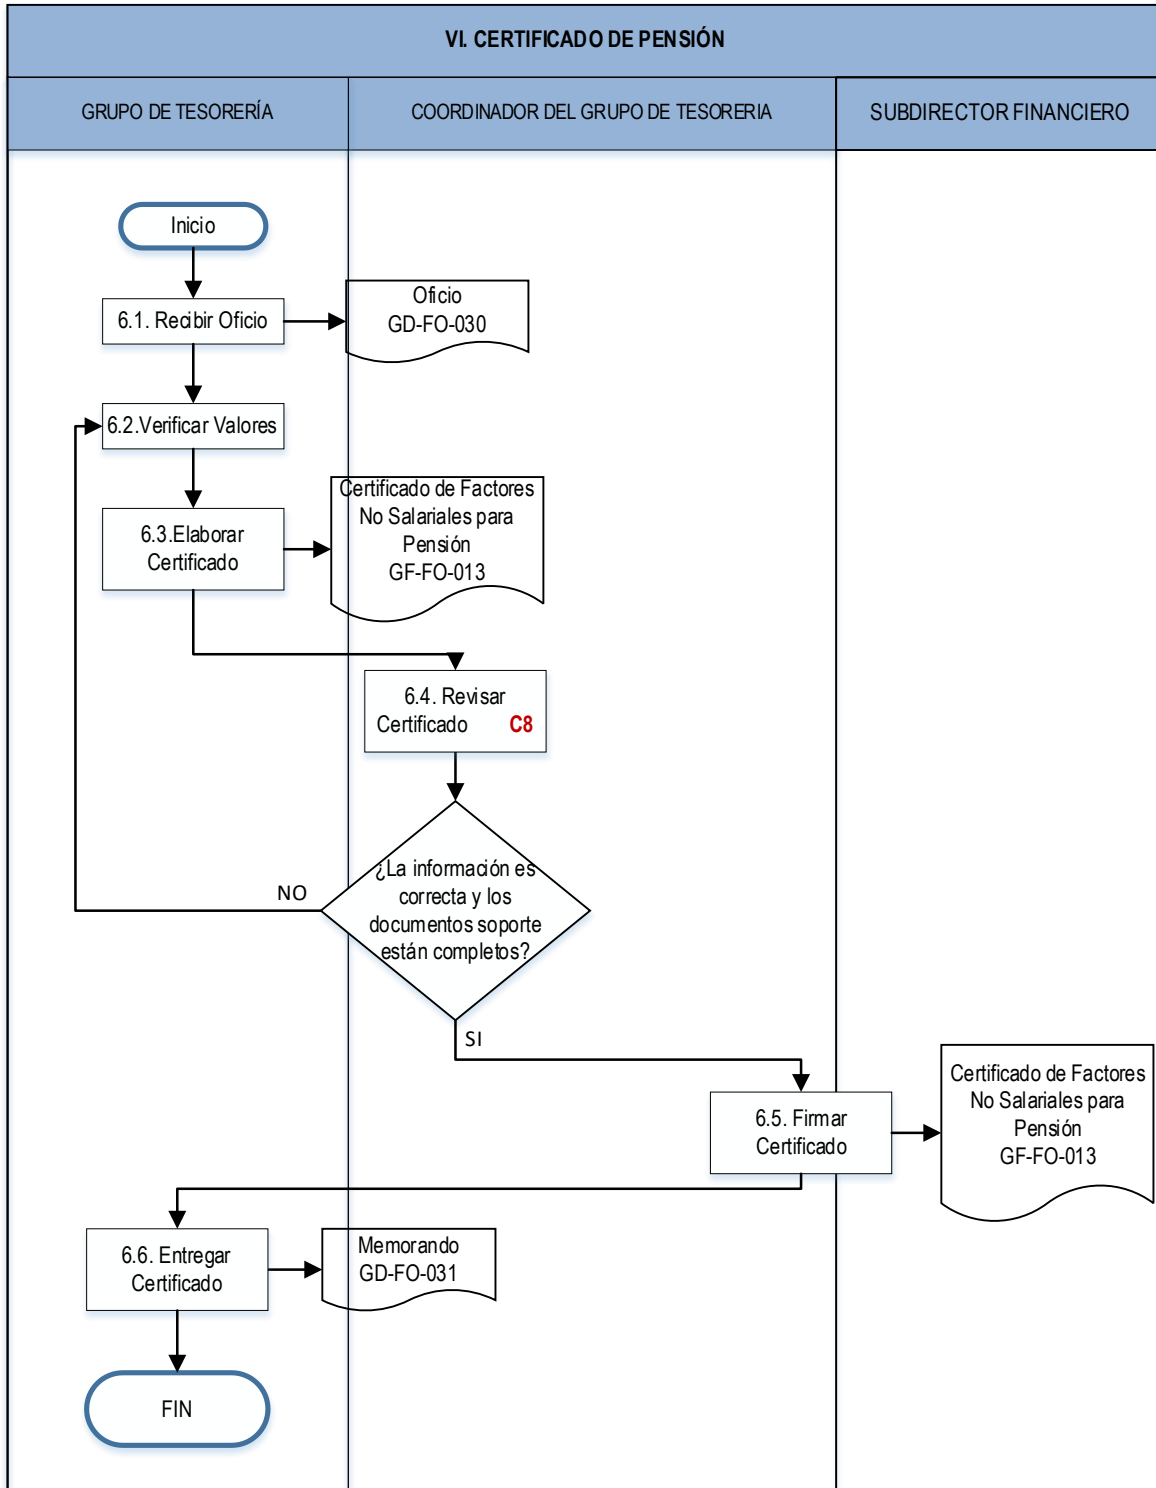 VI. CERTIFICADO DE PENSIÓN
GRUPO DE TESORERÍA
COORDINADOR DEL GRUPO DE TESORERIA
SUBDIRECTOR FINANCIERO
Inicio
6.1. Recibir Oficio
Oficio
GD-FO-030
6.2.Verificar Valores
6.3.Elaborar
Certificado
Certificado de Factores
No Salariales para
Pensión
GF-FO-013
6.4. Revisar
Certificado C8
¿La información es
correcta y los
documentos soporte
están completos?
NO
SI
6.5. Firmar
Certificado
Certificado de Factores
No Salariales para
Pensión
GF-FO-013
6.6. Entregar
Certificado
Memorando
GD-FO-031
FIN